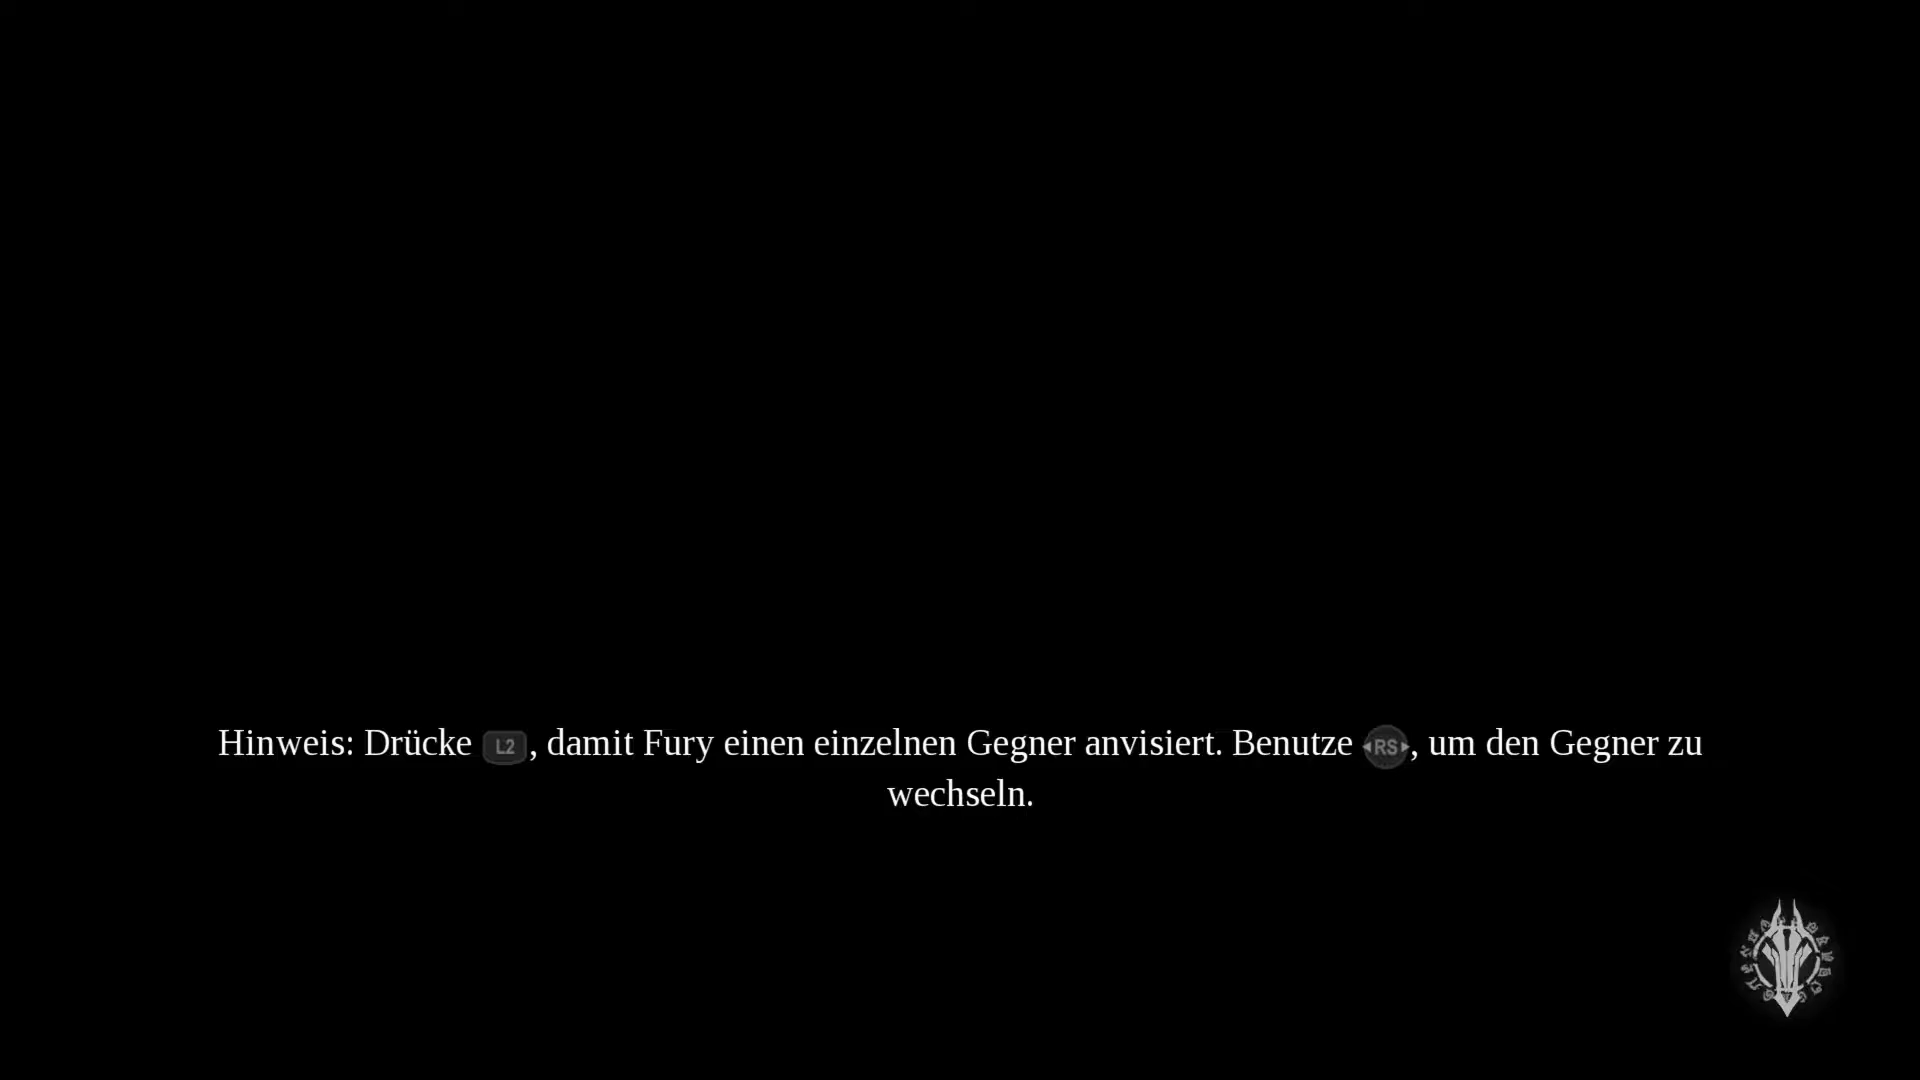 Hinweis: Drücke L2, damit Fury einen einzelnen Gegner anvisiert. Benutze RS, um den Gegner zu
wechseln.